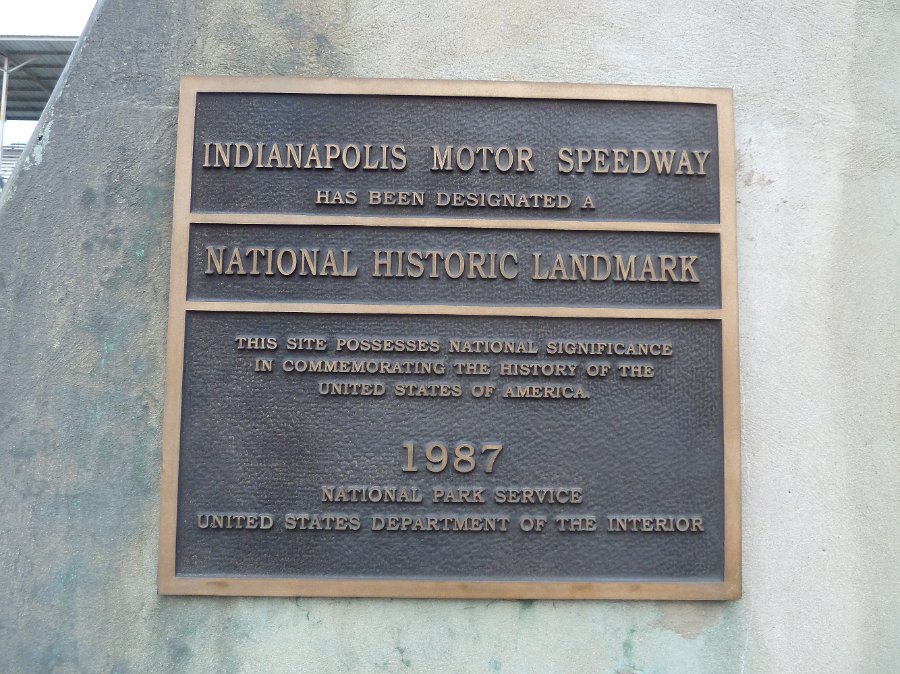 INDIANAPOLIS MOTOR SPEEDWAY
HAS BEEN DESIGNATED A
NATIONAL HISTORIC LANDMARK
THIS SITE POSSESSES NATIONAL SIGNIFICANCE
IN COMMEMORATING THE HISTORY OF THE
UNITED STATES OF AMERICA.
1987
NATIONAL PARK SERVICE
UNITED STATES DEPARTMENT OF THE INTERIOR